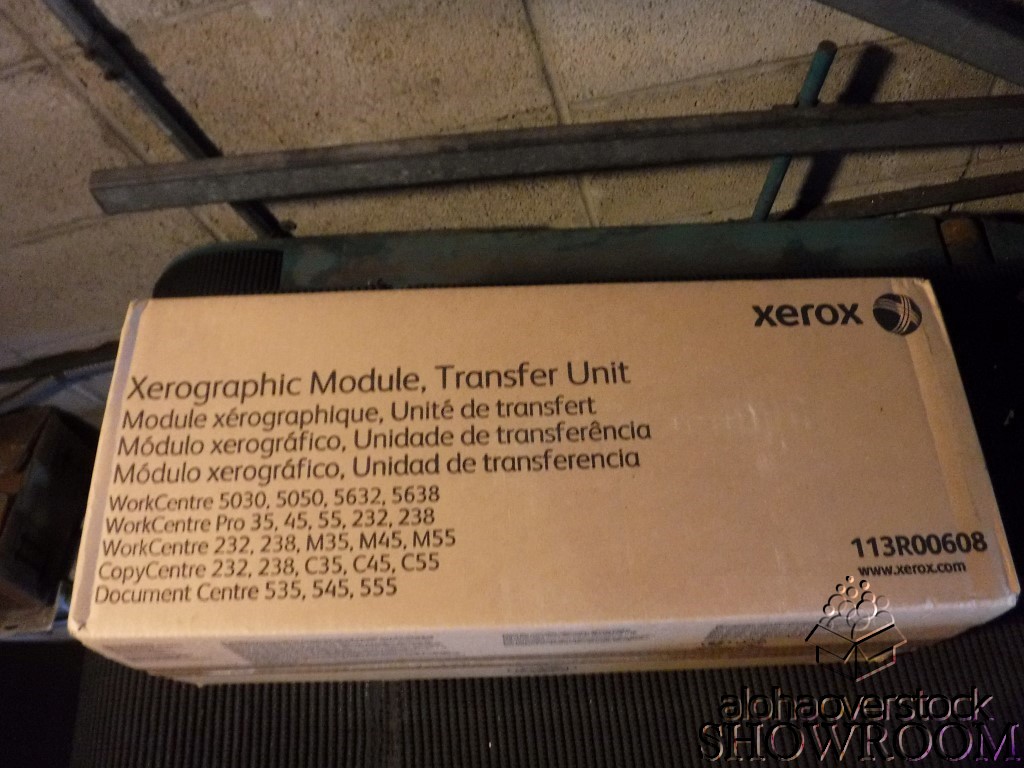 xerox
Xerographic Module, Transfer Unit
Module xérographique, Unité de transfert
Módulo xerográfico, Unidade de transferência
Módulo xerográfico, Unidad de transferencia
WorkCentre 5030, 5050, 5632, 5638
WorkCentre Pro 35, 45, 55, 232, 238
WorkCentre 232, 238, M35, M45, M55
CopyCentre 232, 238, C35, C45, C55
Document Centre 535, 545, 555
113R00608
www.xerox.com
alphaoverstock
SHOWROOM